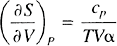 (∂S/∂V)_P = c_P/TVα